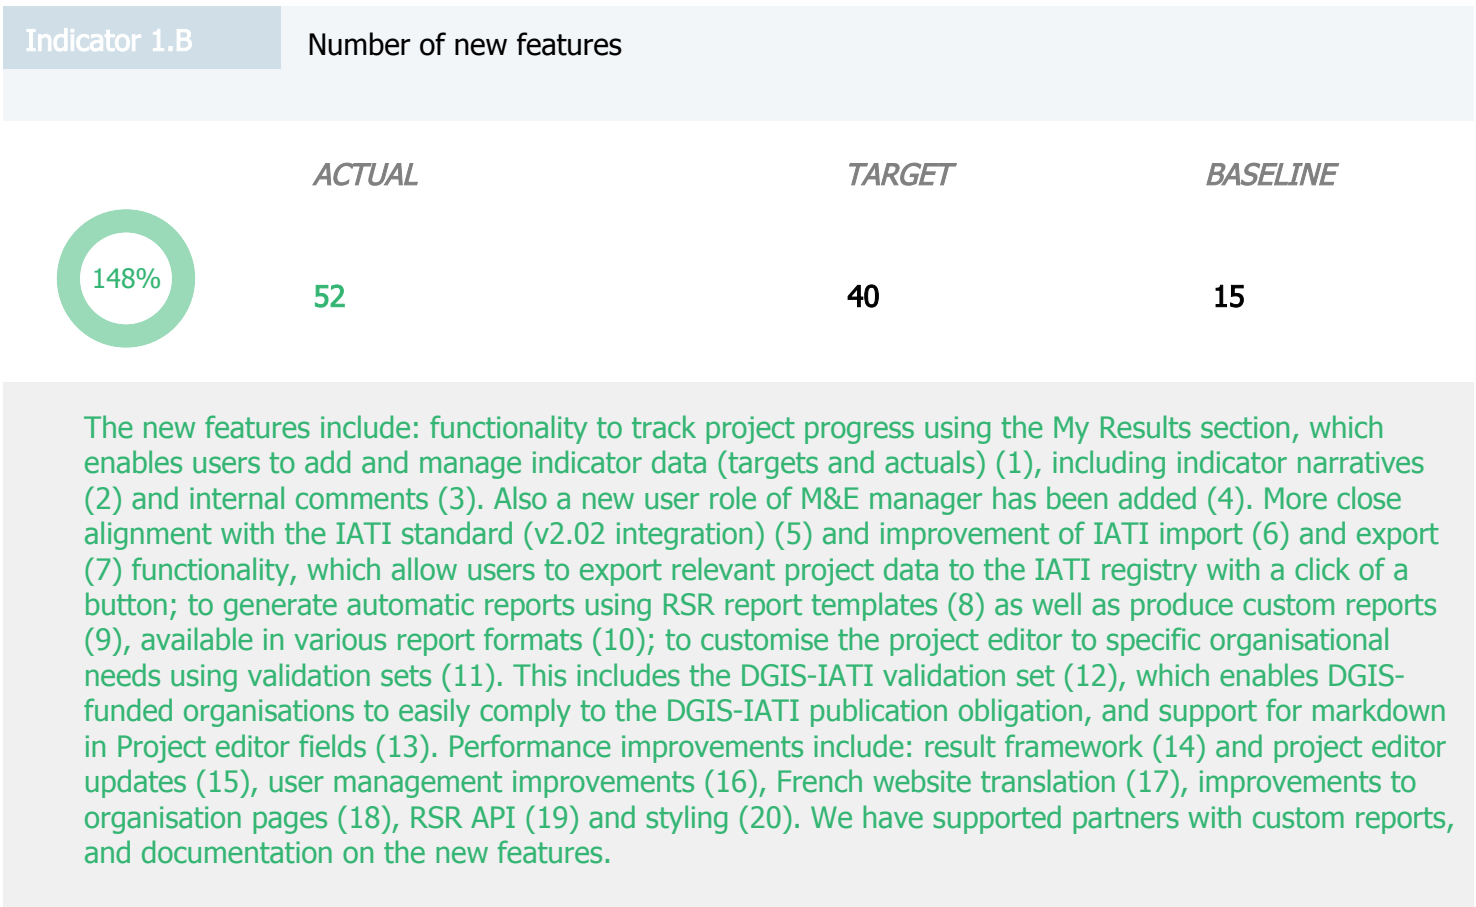 Indicator 1.B
Number of new features
ACTUAL
TARGET
BASELINE
148%
52
40
15
The new features include: functionality to track project progress using the My Results section, which
enables users to add and manage indicator data (targets and actuals) (1), including indicator narratives
(2) and internal comments (3). Also a new user role of M&E manager has been added (4). More close
alignment with the IATI standard (v2.02 integration) (5) and improvement of IATI import (6) and export
(7) functionality, which allow users to export relevant project data to the IATI registry with a click of a
button; to generate automatic reports using RSR report templates (8) as well as produce custom reports
(9), available in various report formats (10); to customise the project editor to specific organisational
needs using validation sets (11). This includes the DGIS-IATI validation set (12), which enables DGIS-
funded organisations to easily comply to the DGIS-IATI publication obligation, and support for markdown
in Project editor fields (13). Performance improvements include: result framework (14) and project editor
updates (15), user management improvements (16), French website translation (17), improvements to
organisation pages (18), RSR API (19) and styling (20). We have supported partners with custom reports,
and documentation on the new features.